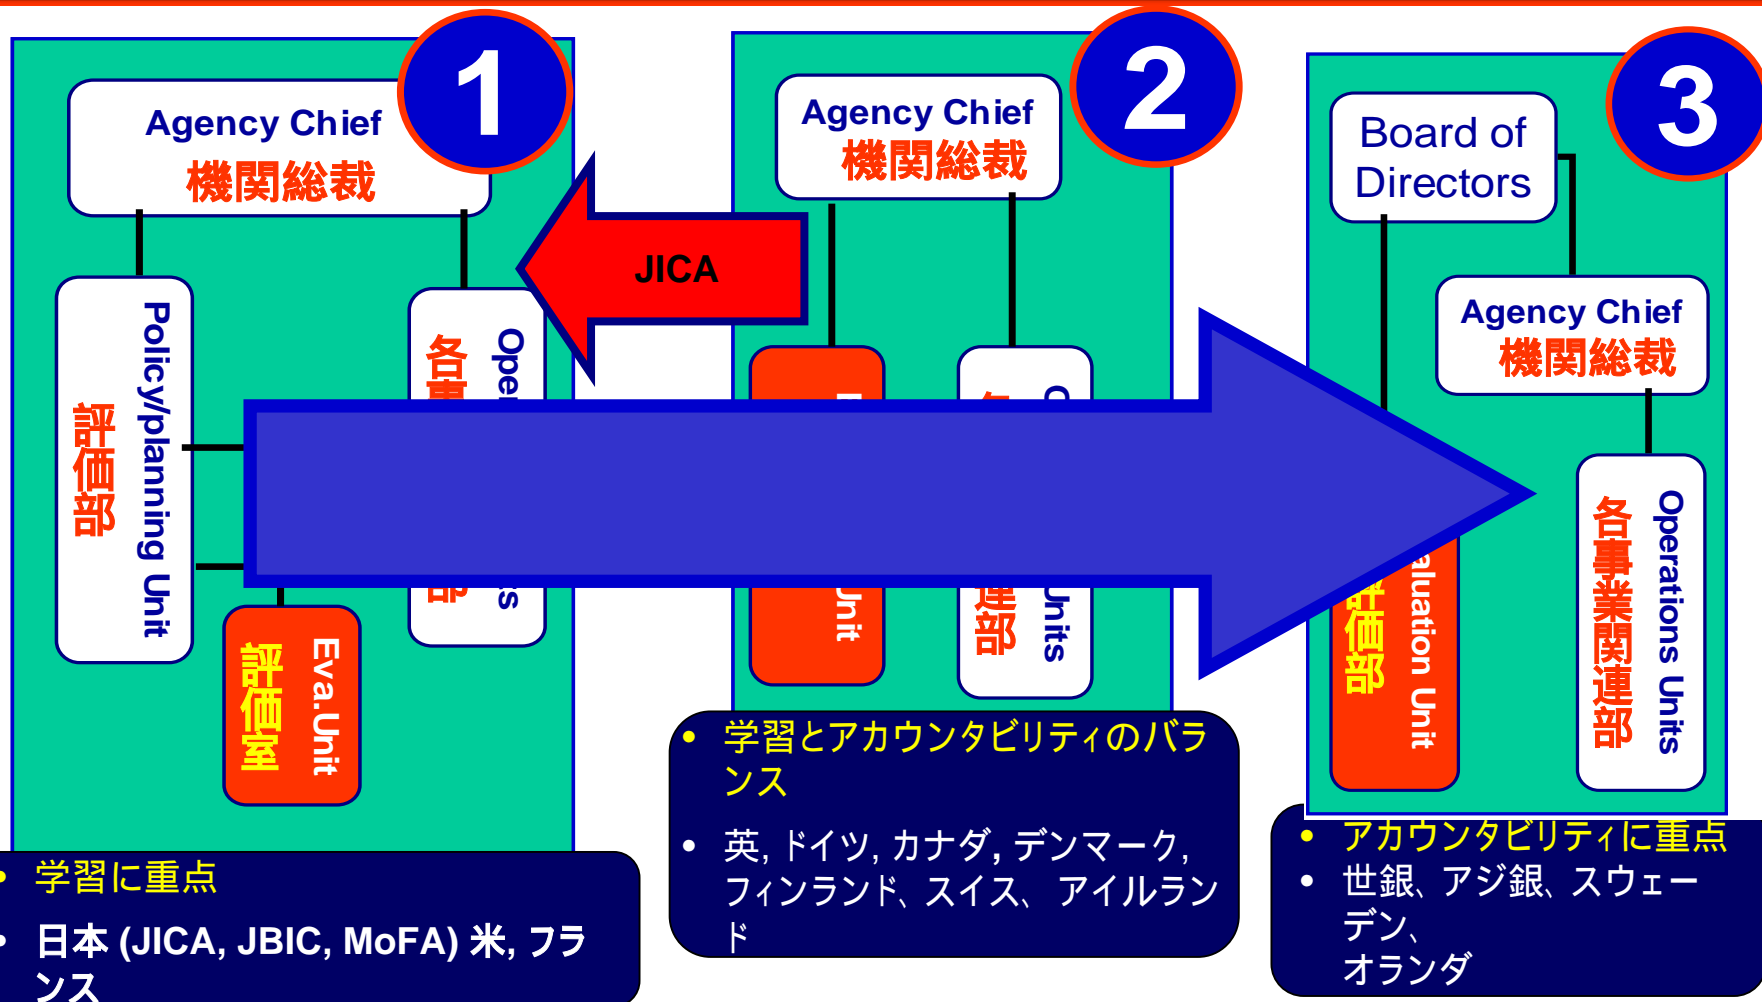 1
Agency Chief
機関総裁
Policy/planning Unit
評価部
各事
部
Eva.Unit
評価室
• 学習に重点
• 日本 (JICA, JBIC, MoFA) 米, フラ
ンス
JICA
2
Agency Chief
機関総裁
Unit
Units
連部
• 学習とアカウンタビリティのバラ
ンス
• 英, ドイツ, カナダ, デンマーク,
フィンランド、スイス、 アイルラン
ド
3
Board of
Directors
Agency Chief
機関総裁
aluation Unit
評価部
Operations Units
各事業関連部
• アカウンタビリティに重点
• 世銀、アジ銀、スウェー
デン、
オランダ